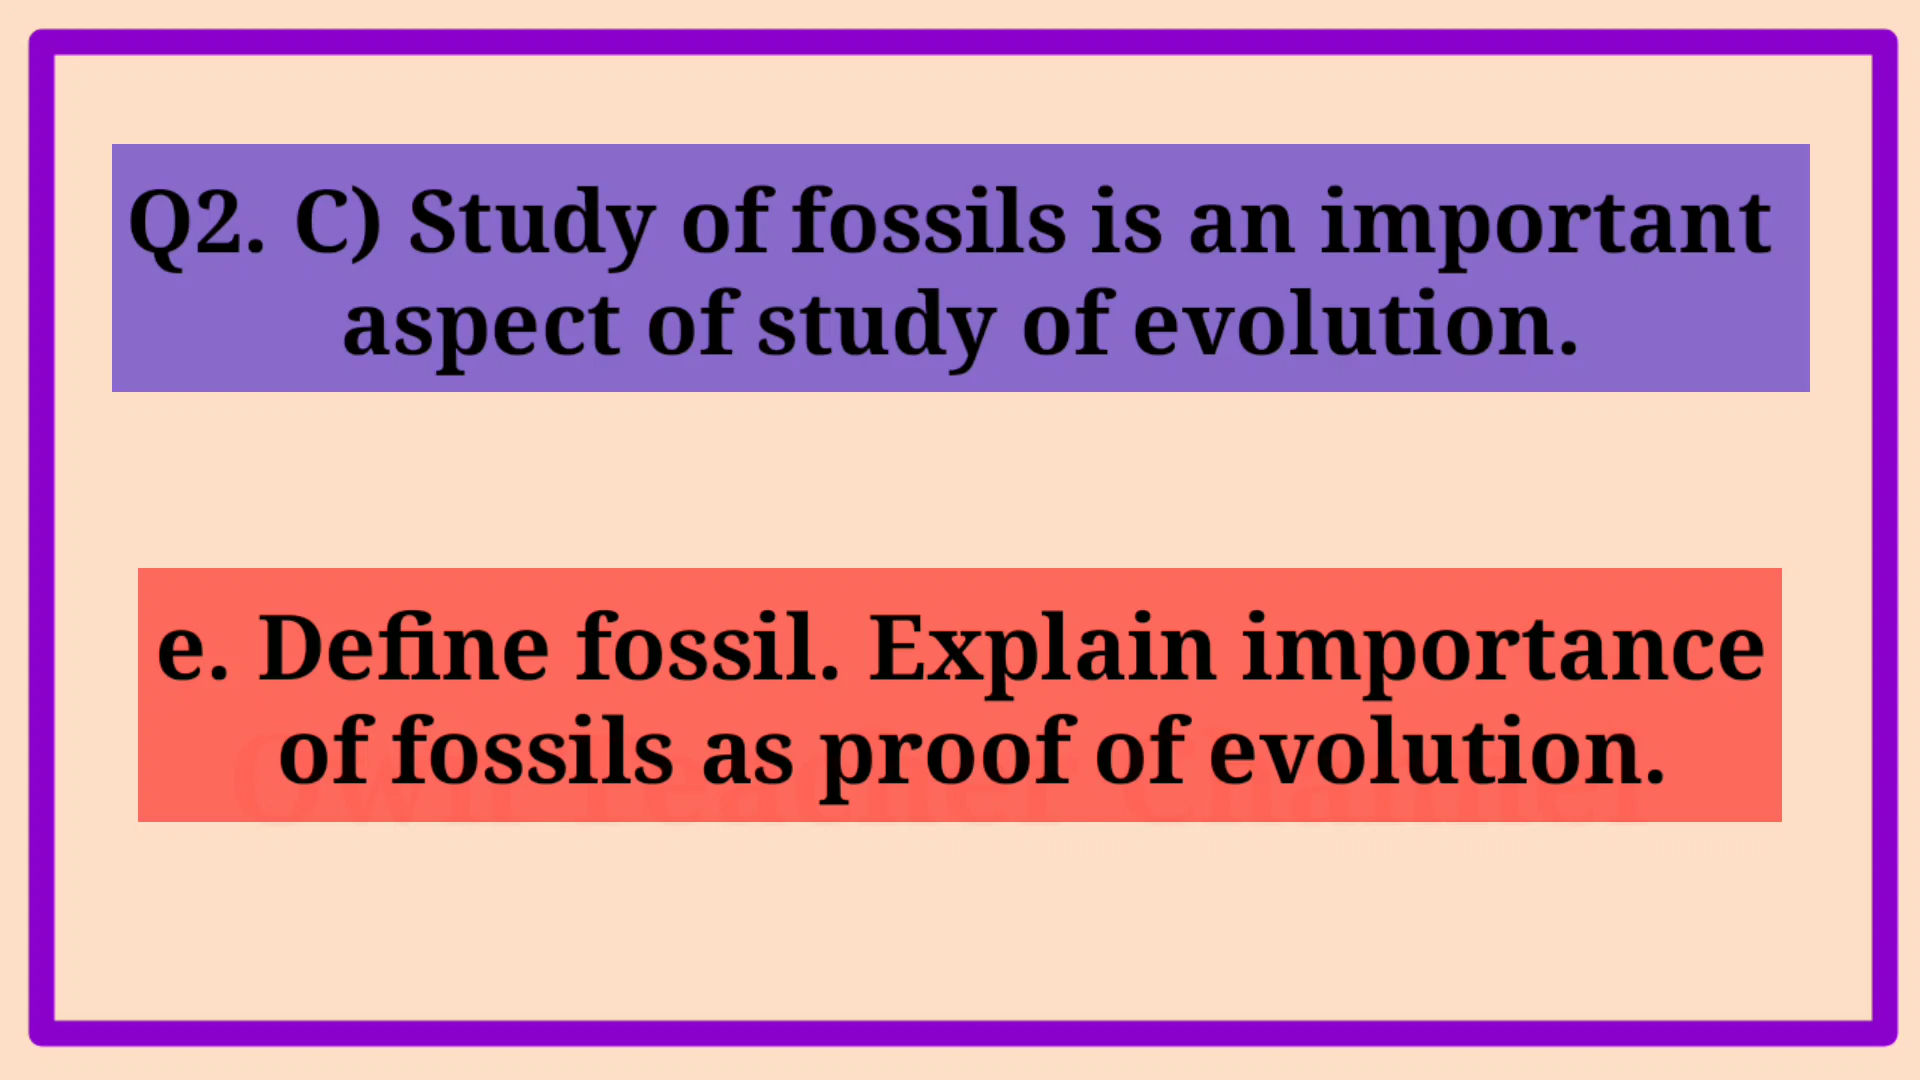 Q2. C) Study of fossils is an important
aspect of study of evolution.
e. Define fossil. Explain importance
of fossils as proof of evolution.